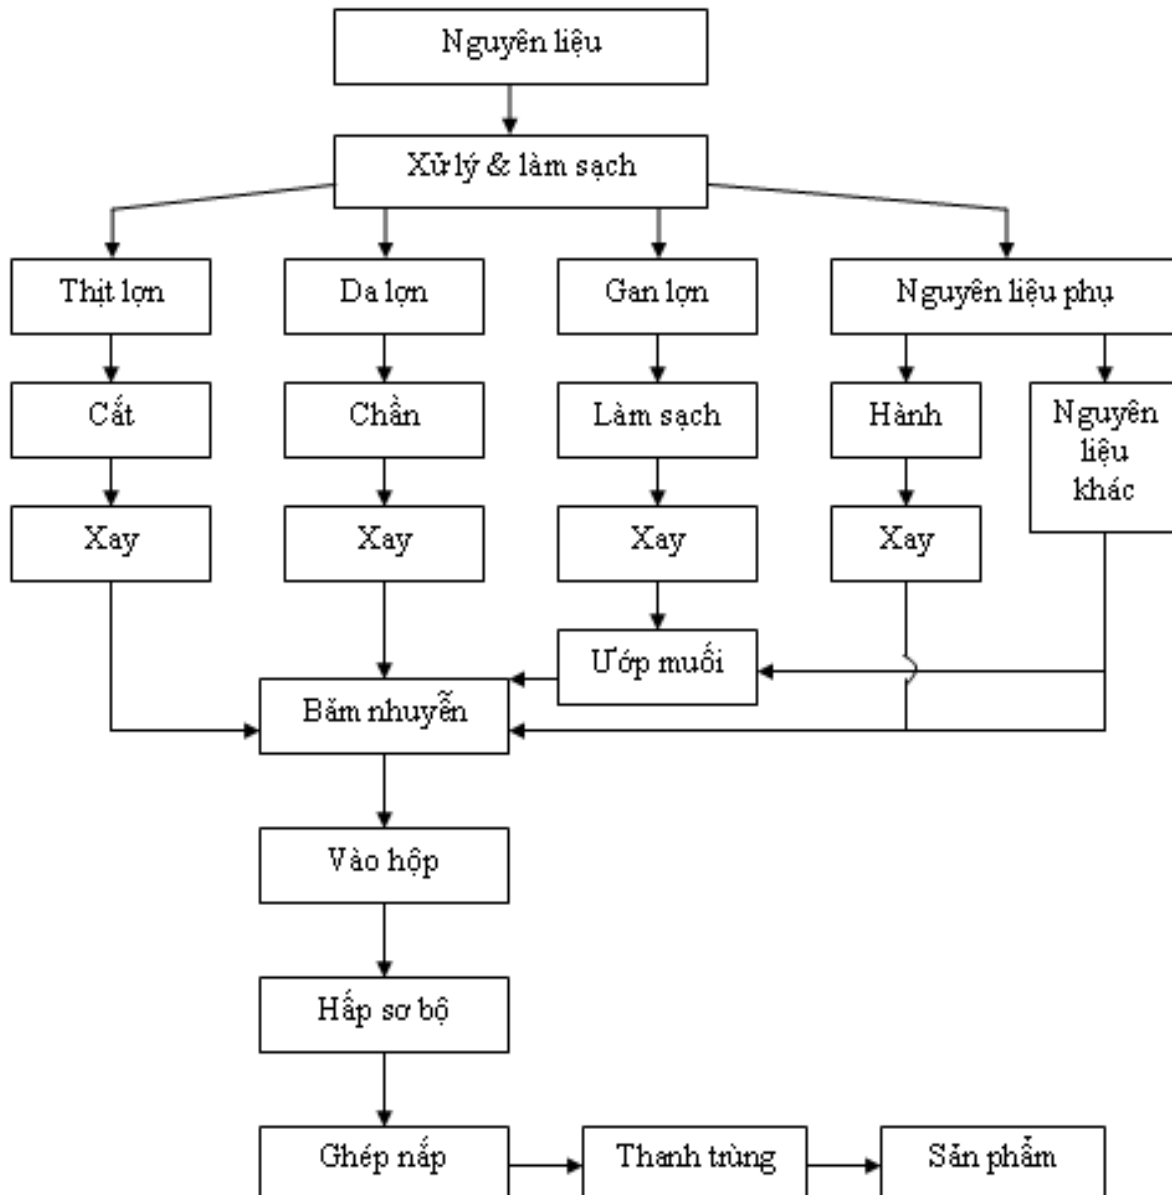 Nguyên liệu
Xử lý & làm sạch
Thịt lợn
Da lợn
Gan lợn
Nguyên liệu phụ
Cắt
Chần
Làm sạch
Hành
Nguyên
liệu
khác
Xay
Xay
Xay
Xay
Ướp muối
Băm nhuyễn
Vào hộp
Hấp sơ bộ
Ghép nắp
Thanh trùng
Sản phẩm